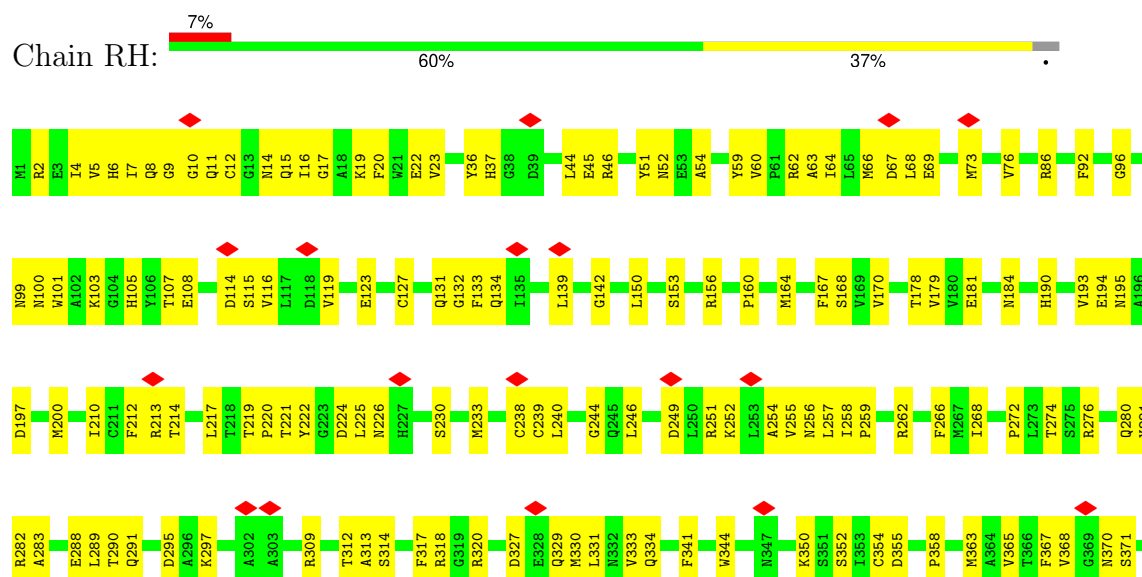 7%
Chain RH:
60% 37% •
M1 R2 E3 I4 V5 H6 I7 Q8 G9 G10 Q11 C12 G13 N14 Q15 I16 G17 A18 K19 F20 W21 E22 V23 Y36 H37 G38 D39 L44 E45 R46 Y51 N52 E53 A54 Y59 V60 P61 R62 A63 I64 L65 M66 D67 L68 E69 M73 V76 R86 F92 G96
N99 N100 W101 A102 K103 G104 H105 Y106 T107 E108 D114 S115 V116 L117 D118 V119 E123 C127 Q131 G132 F133 Q134 I135 L139 G142 L150 S153 R156 P160 M164 F167 S168 V169 V170 T178 V179 V180 E181 N184 H190 V193 E194 N195 A196
D197 M200 I210 C211 F212 R213 T214 L217 T218 T219 P220 T221 Y222 G223 D224 L225 N226 H227 S230 M233 C238 C239 L240 G244 Q245 L246 D249 L250 R251 K252 L253 A254 V255 N256 L257 I258 P259 R262 F266 M267 I268 P272 L273 T274 S275 R276 Q280
R282 A283 E288 L289 T290 Q291 D295 A296 K297 A302 A303 R309 T312 A313 S314 F317 R318 G319 R320 D327 E328 Q329 M330 L331 N332 V333 Q334 F341 W344 N347 K350 S351 S352 I353 C354 D355 P358 M363 A364 V365 T366 F367 V368 G369 N370 S371